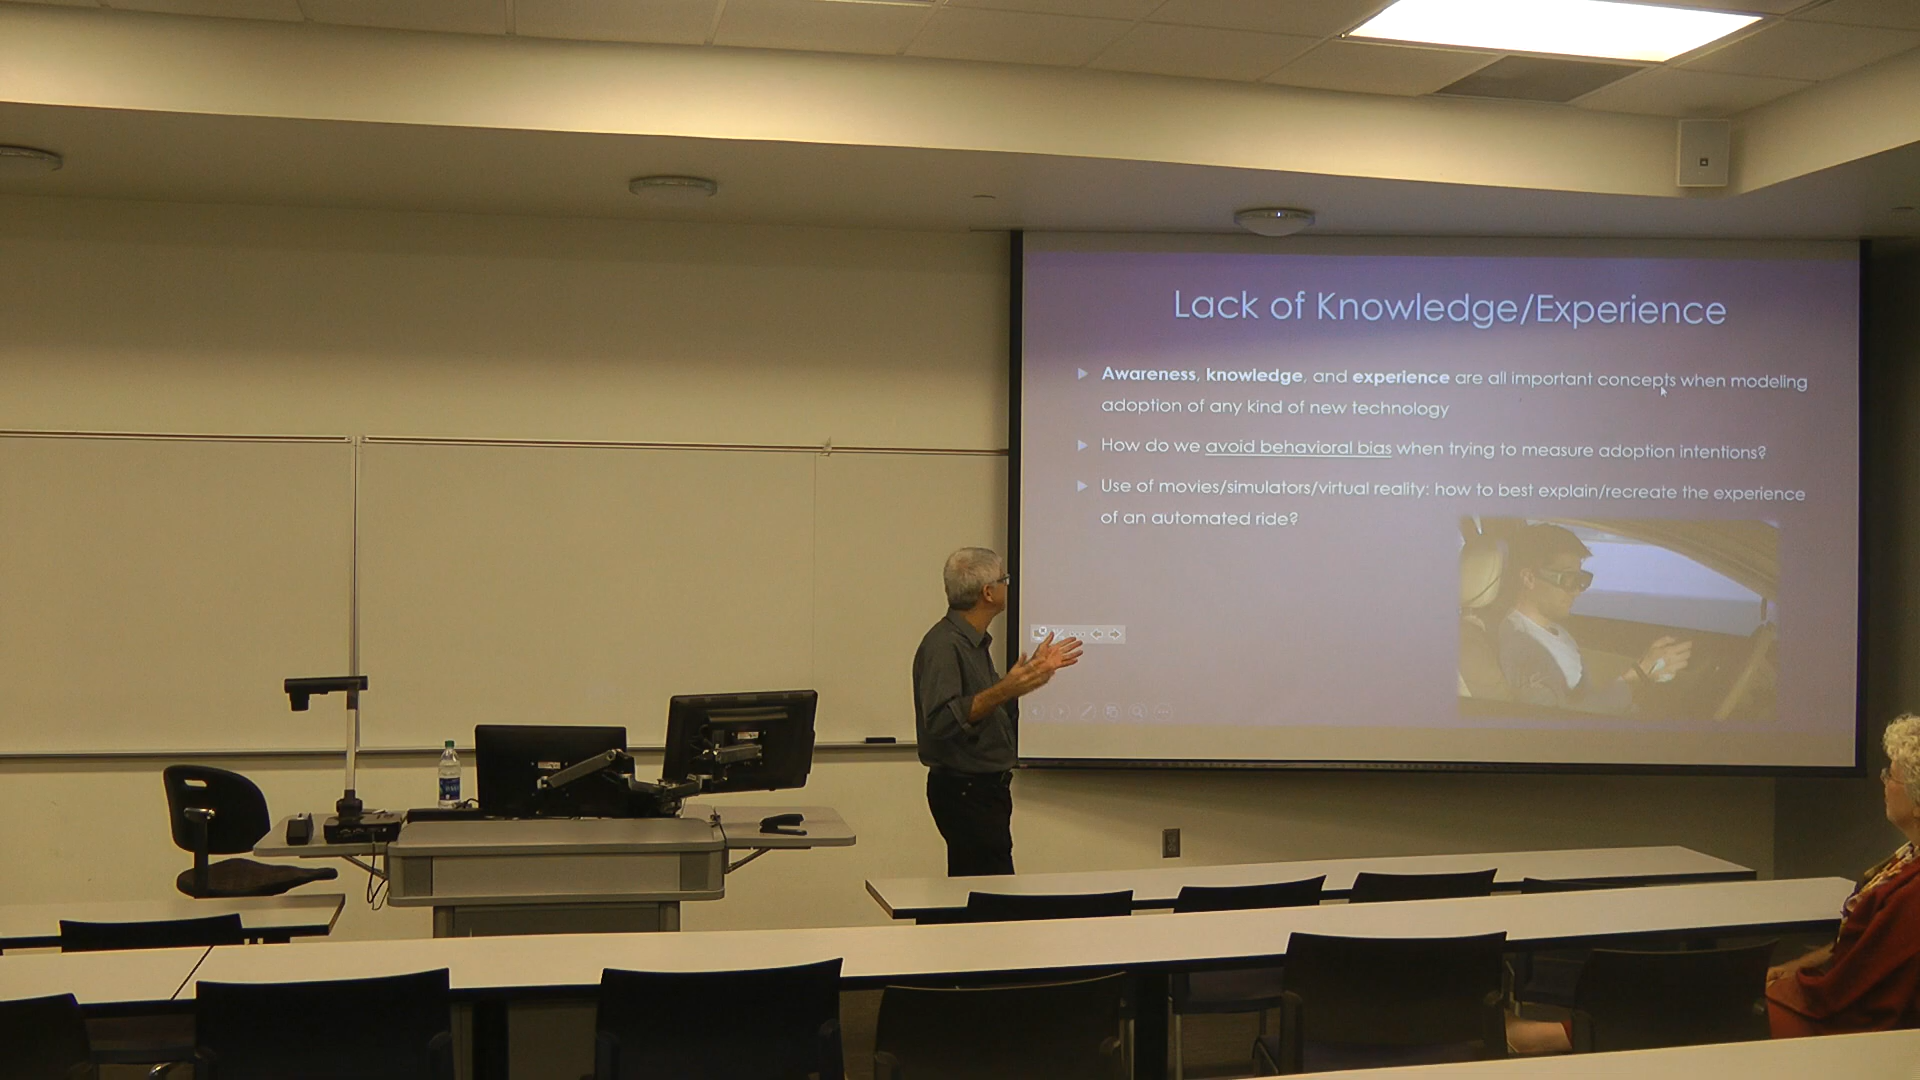 Lack of Knowledge/Experience
Awareness, knowledge, and experience are all important concepts when modeling
adoption of any kind of new technology
How do we avoid behavioral bias when trying to measure adoption intentions?
Use of movies/simulators/virtual reality: how to best explain/recreate the experience
of an automated ride?